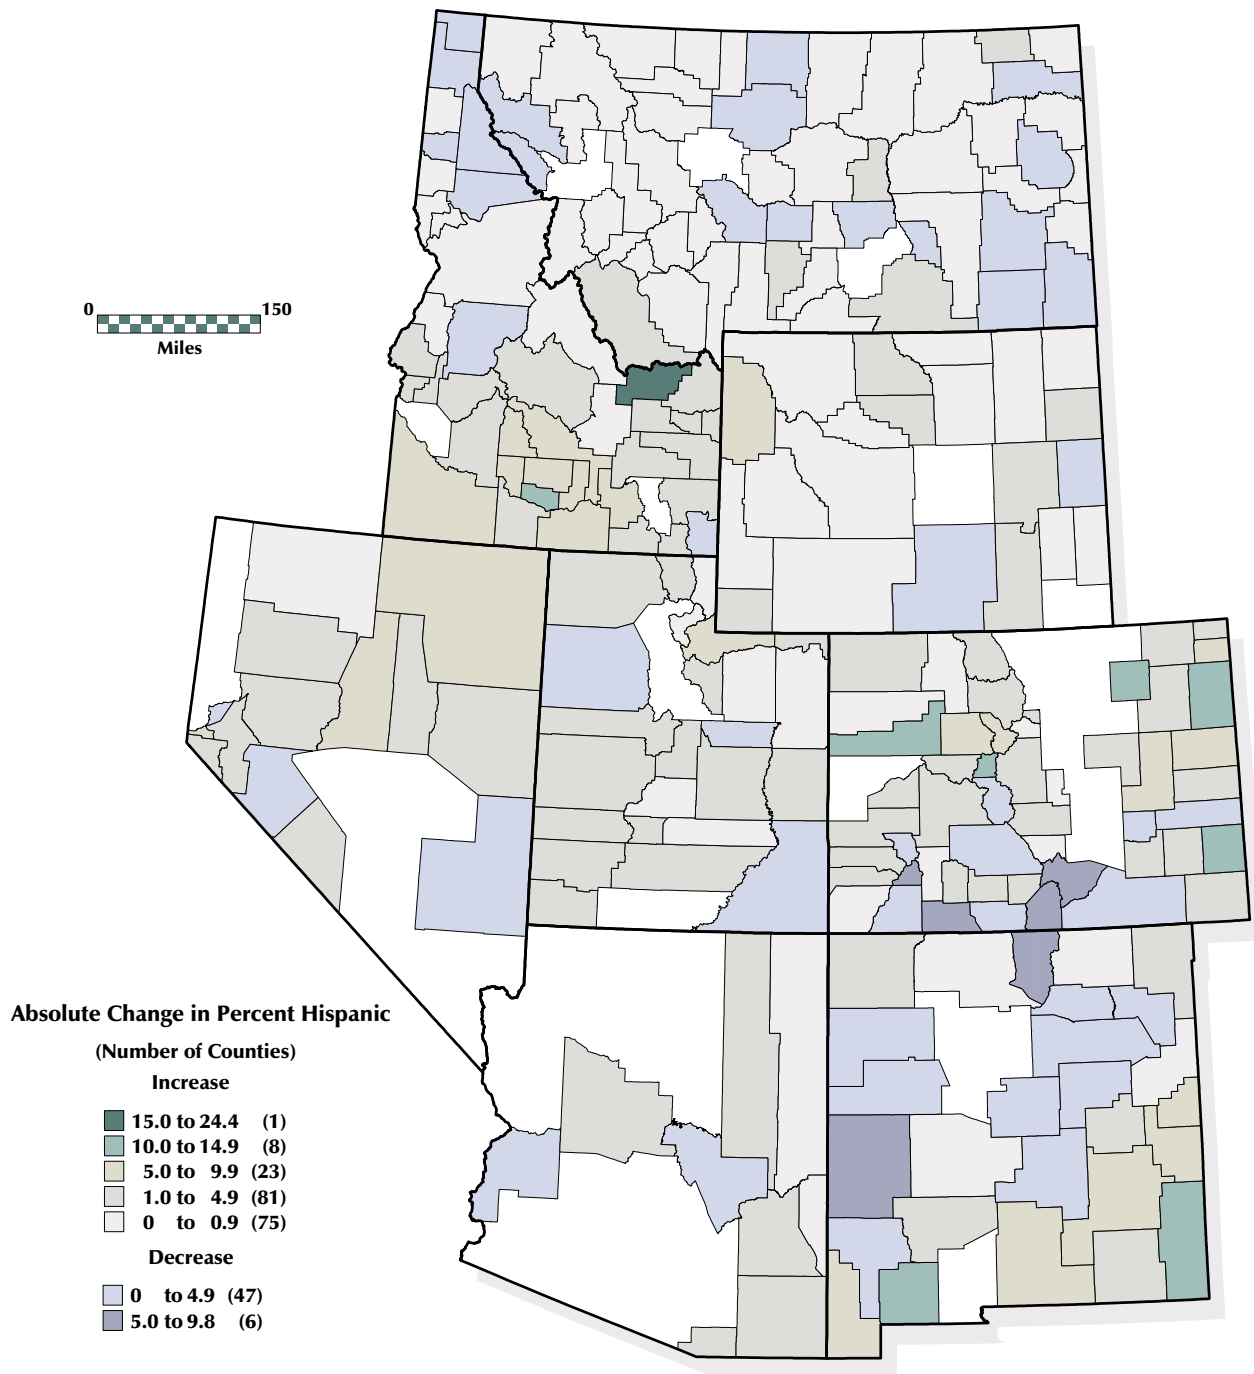 0 150
Miles
Absolute Change in Percent Hispanic
(Number of Counties)
Increase
15.0 to 24.4 (1)
10.0 to 14.9 (8)
5.0 to 9.9 (23)
1.0 to 4.9 (81)
0 to 0.9 (75)
Decrease
0 to 4.9 (47)
5.0 to 9.8 (6)